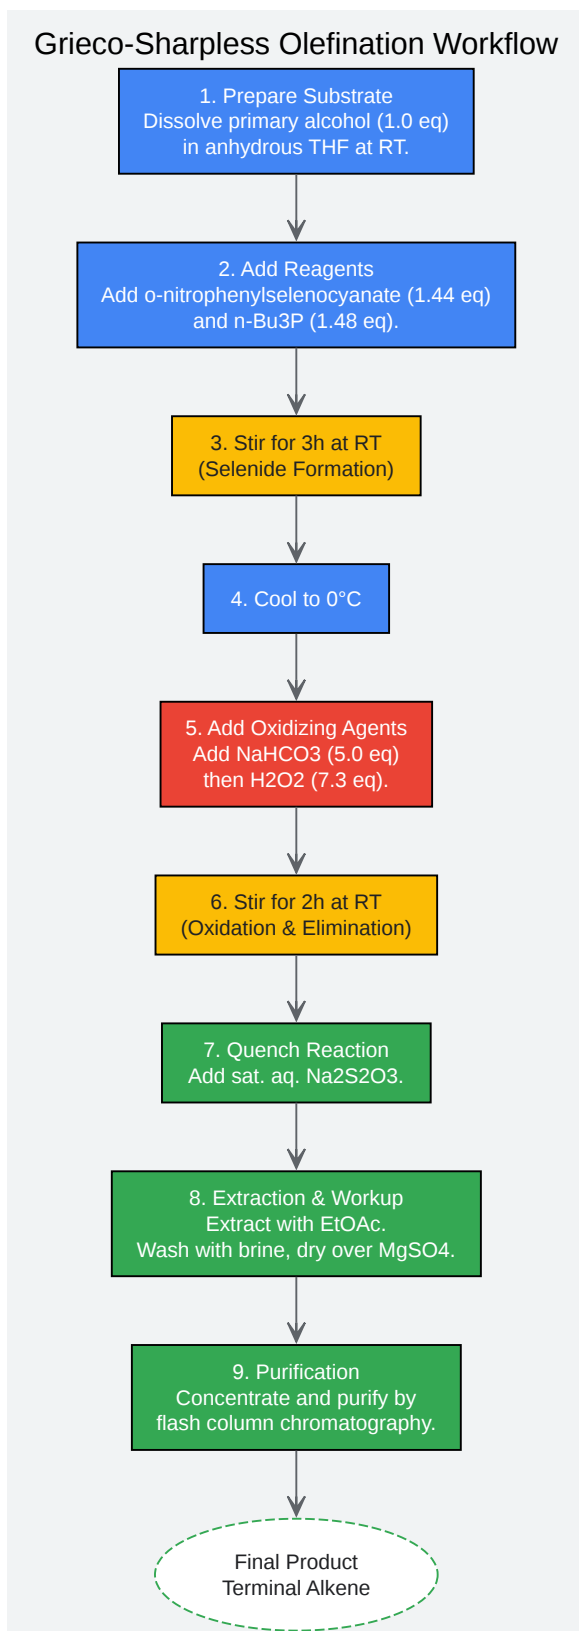 Grieco-Sharpless Olefination Workflow
1. Prepare Substrate
Dissolve primary alcohol (1.0 eq)
in anhydrous THF at RT.
2. Add Reagents
Add o-nitrophenylselenocyanate (1.44 eq)
and n-Bu3P (1.48 eq).
3. Stir for 3h at RT
(Selenide Formation)
4. Cool to 0°C
5. Add Oxidizing Agents
Add NaHCO3 (5.0 eq)
then H2O2 (7.3 eq).
6. Stir for 2h at RT
(Oxidation & Elimination)
7. Quench Reaction
Add sat. aq. Na2S2O3.
8. Extraction & Workup
Extract with EtOAc.
Wash with brine, dry over MgSO4.
9. Purification
Concentrate and purify by
flash column chromatography.
Final Product
Terminal Alkene